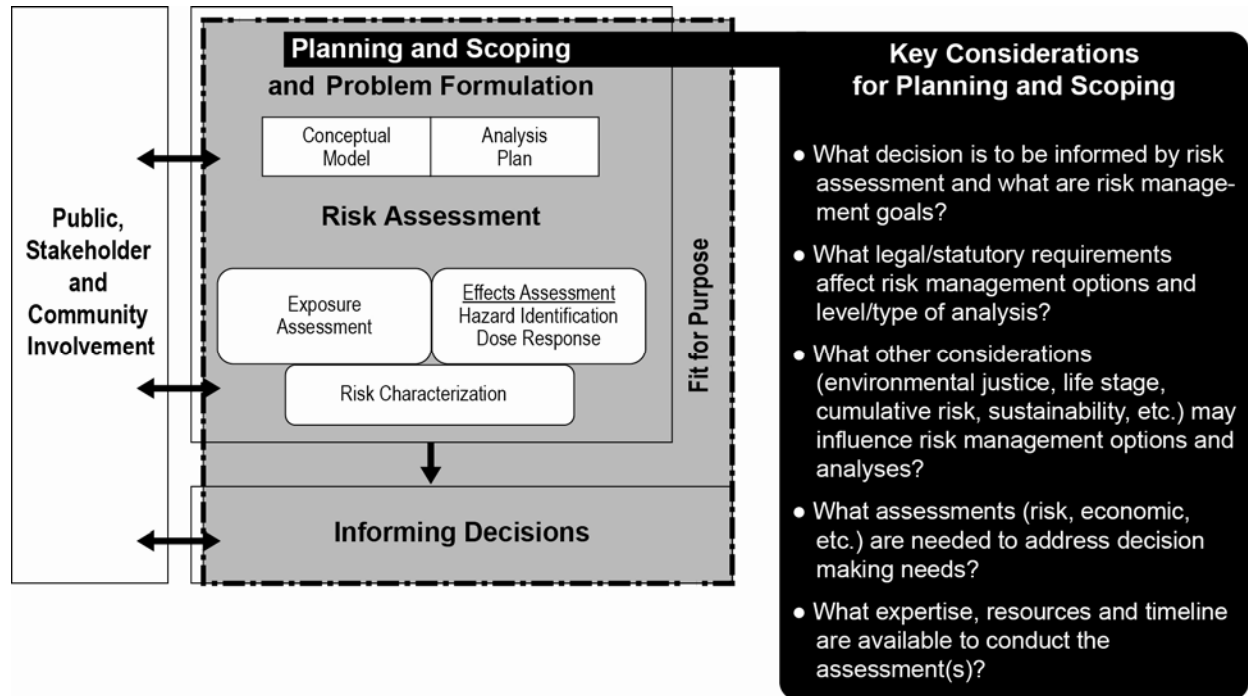 Public,
Stakeholder
and
Community
Involvement
Planning and Scoping
and Problem Formulation
Conceptual
Model
Analysis
Plan
Risk Assessment
Exposure
Assessment
Effects Assessment
Hazard Identification
Dose Response
Risk Characterization
Fit for Purpose
Informing Decisions
Key Considerations
for Planning and Scoping
● What decision is to be informed by risk
assessment and what are risk manage-
ment goals?
● What legal/statutory requirements
affect risk management options and
level/type of analysis?
● What other considerations
(environmental justice, life stage,
cumulative risk, sustainability, etc.) may
influence risk management options and
analyses?
● What assessments (risk, economic,
etc.) are needed to address decision
making needs?
● What expertise, resources and timeline
are available to conduct the
assessment(s)?